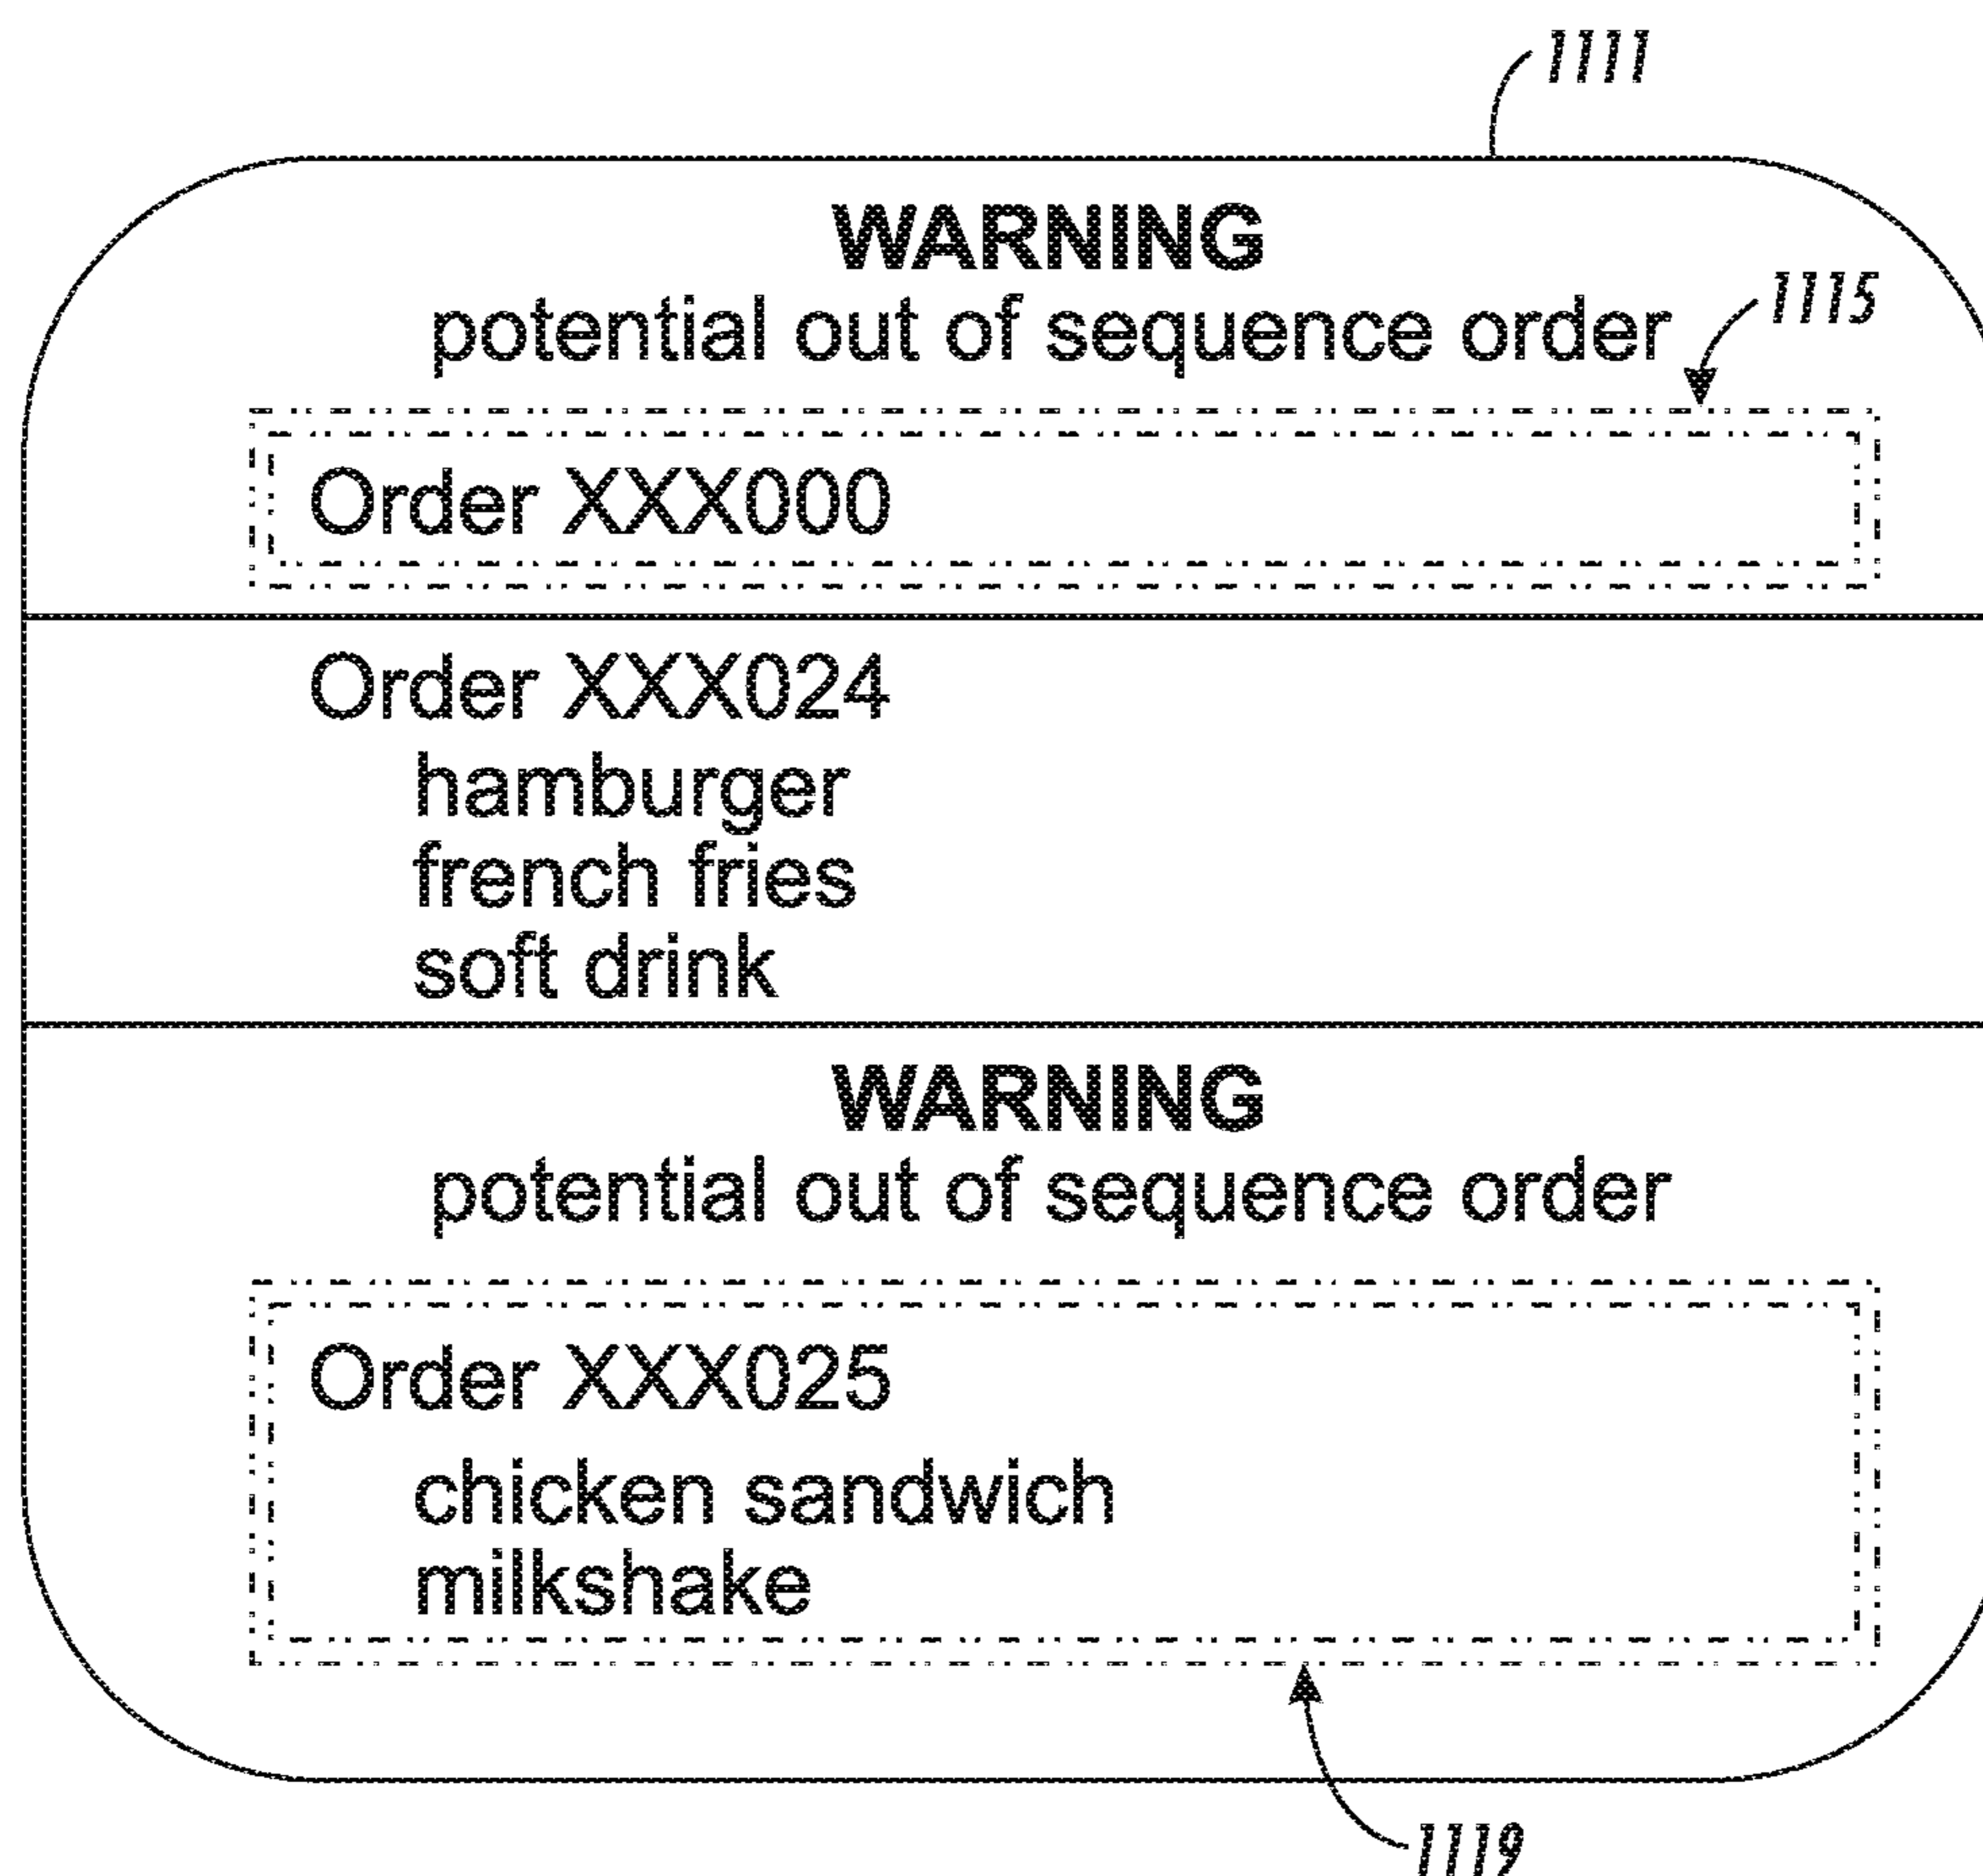 1111
WARNING
potential out of sequence order
1115
Order XXX000
Order XXX024
hamburger
french fries
soft drink
WARNING
potential out of sequence order
Order XXX025
chicken sandwich
milkshake
1119